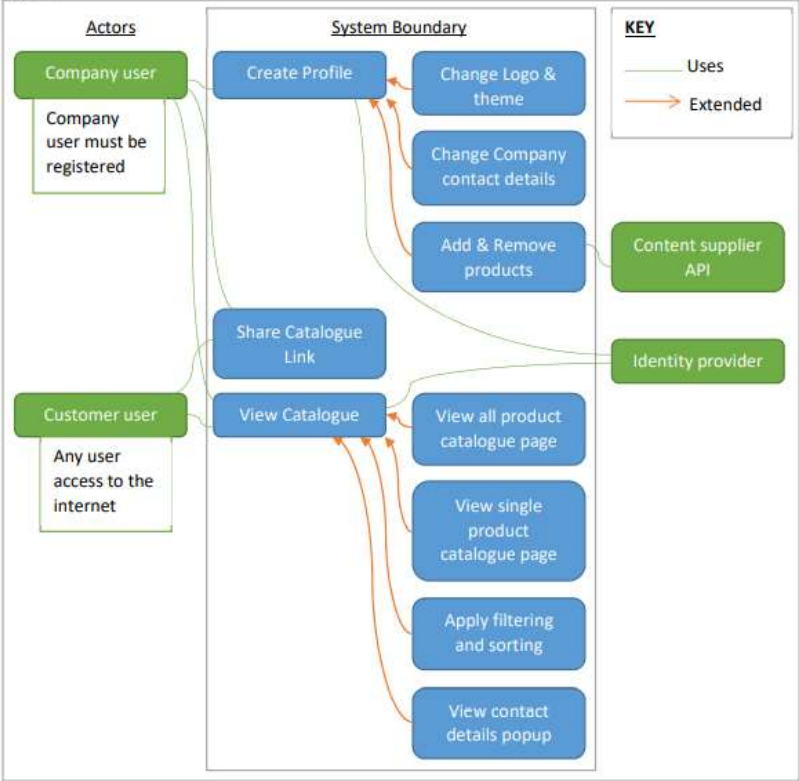 Actors
System Boundary
KEY
Uses
Extended
Company user
Company
user must be
registered
Create Profile
Change Logo &
theme
Change Company
contact details
Add & Remove
products
Content supplier
API
Share Catalogue
Link
Identity provider
Customer user
Any user
access to the
internet
View Catalogue
View all product
catalogue page
View single
product
catalogue page
Apply filtering
and sorting
View contact
details popup